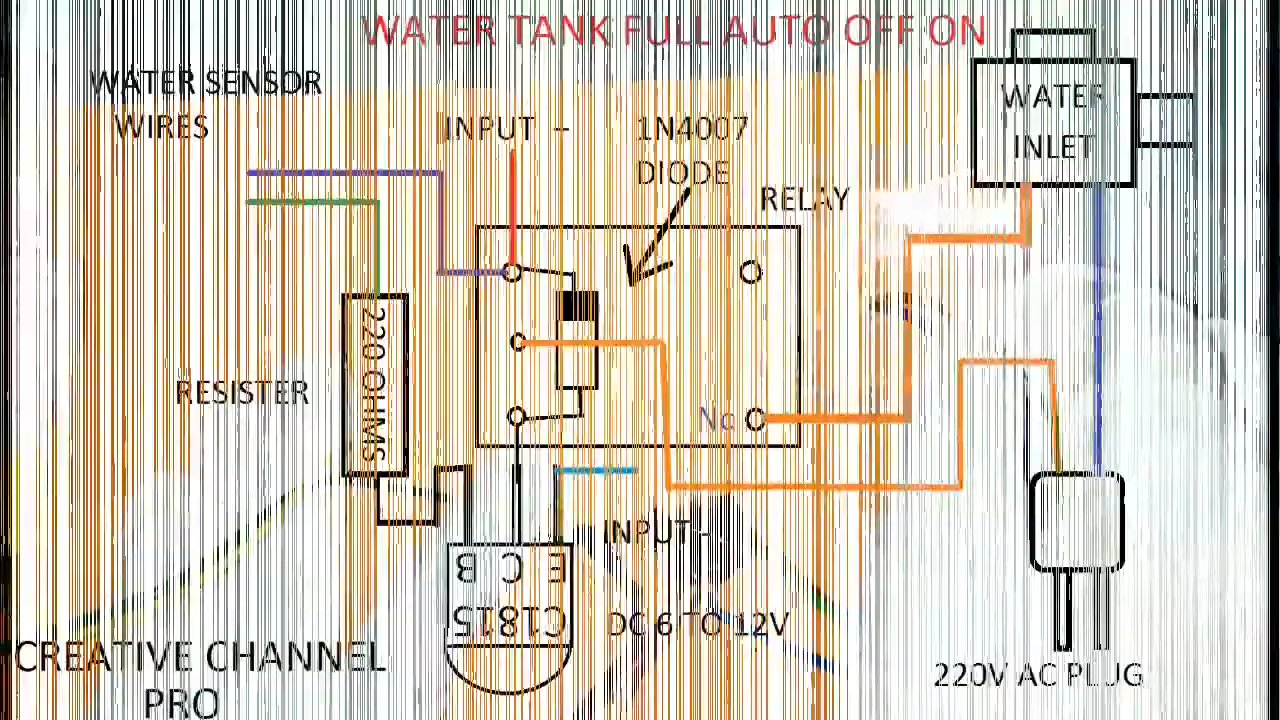 WATER TANK FULL AUTO OFF ON
WATER SENSOR
WIRES
INPUT -
1N4007
DIODE
RELAY
WATER
INLET
220 OHMS
RESISTER
INPUT -
B C E
C1815
DC 6 TO 12V
CREATIVE CHANNEL
PRO
220V AC PLUG